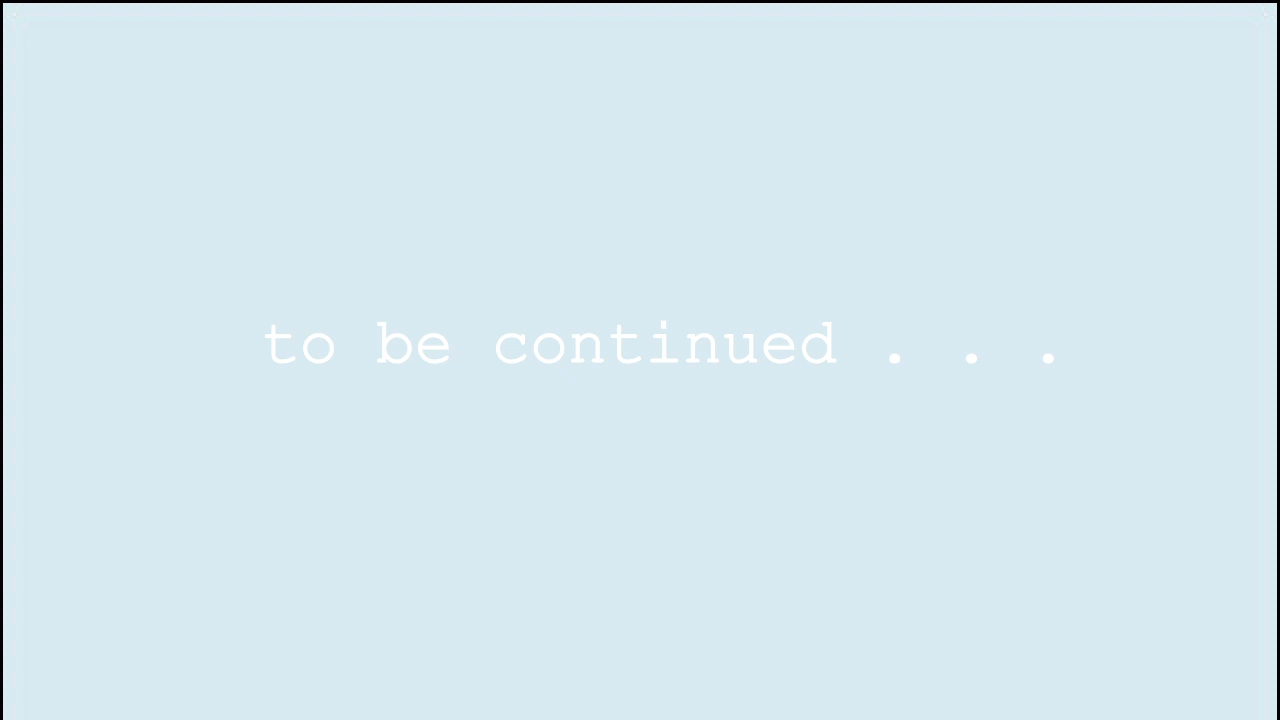 to be continued . . .